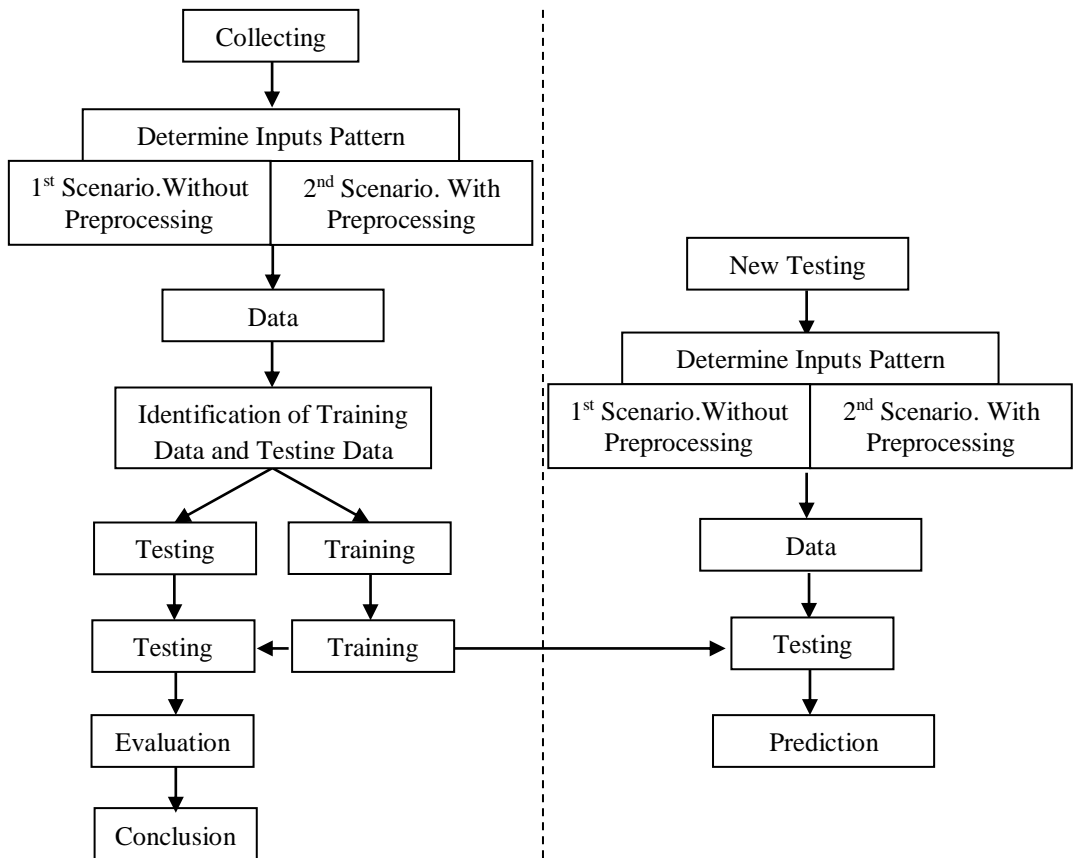 Collecting
Determine Inputs Pattern
1st Scenario.Without
Preprocessing
2nd Scenario. With
Preprocessing
Data
Identification of Training
Data and Testing Data
Testing
Training
Testing
Training
Evaluation
Conclusion
New Testing
Determine Inputs Pattern
1st Scenario.Without
Preprocessing
2nd Scenario. With
Preprocessing
Data
Testing
Prediction